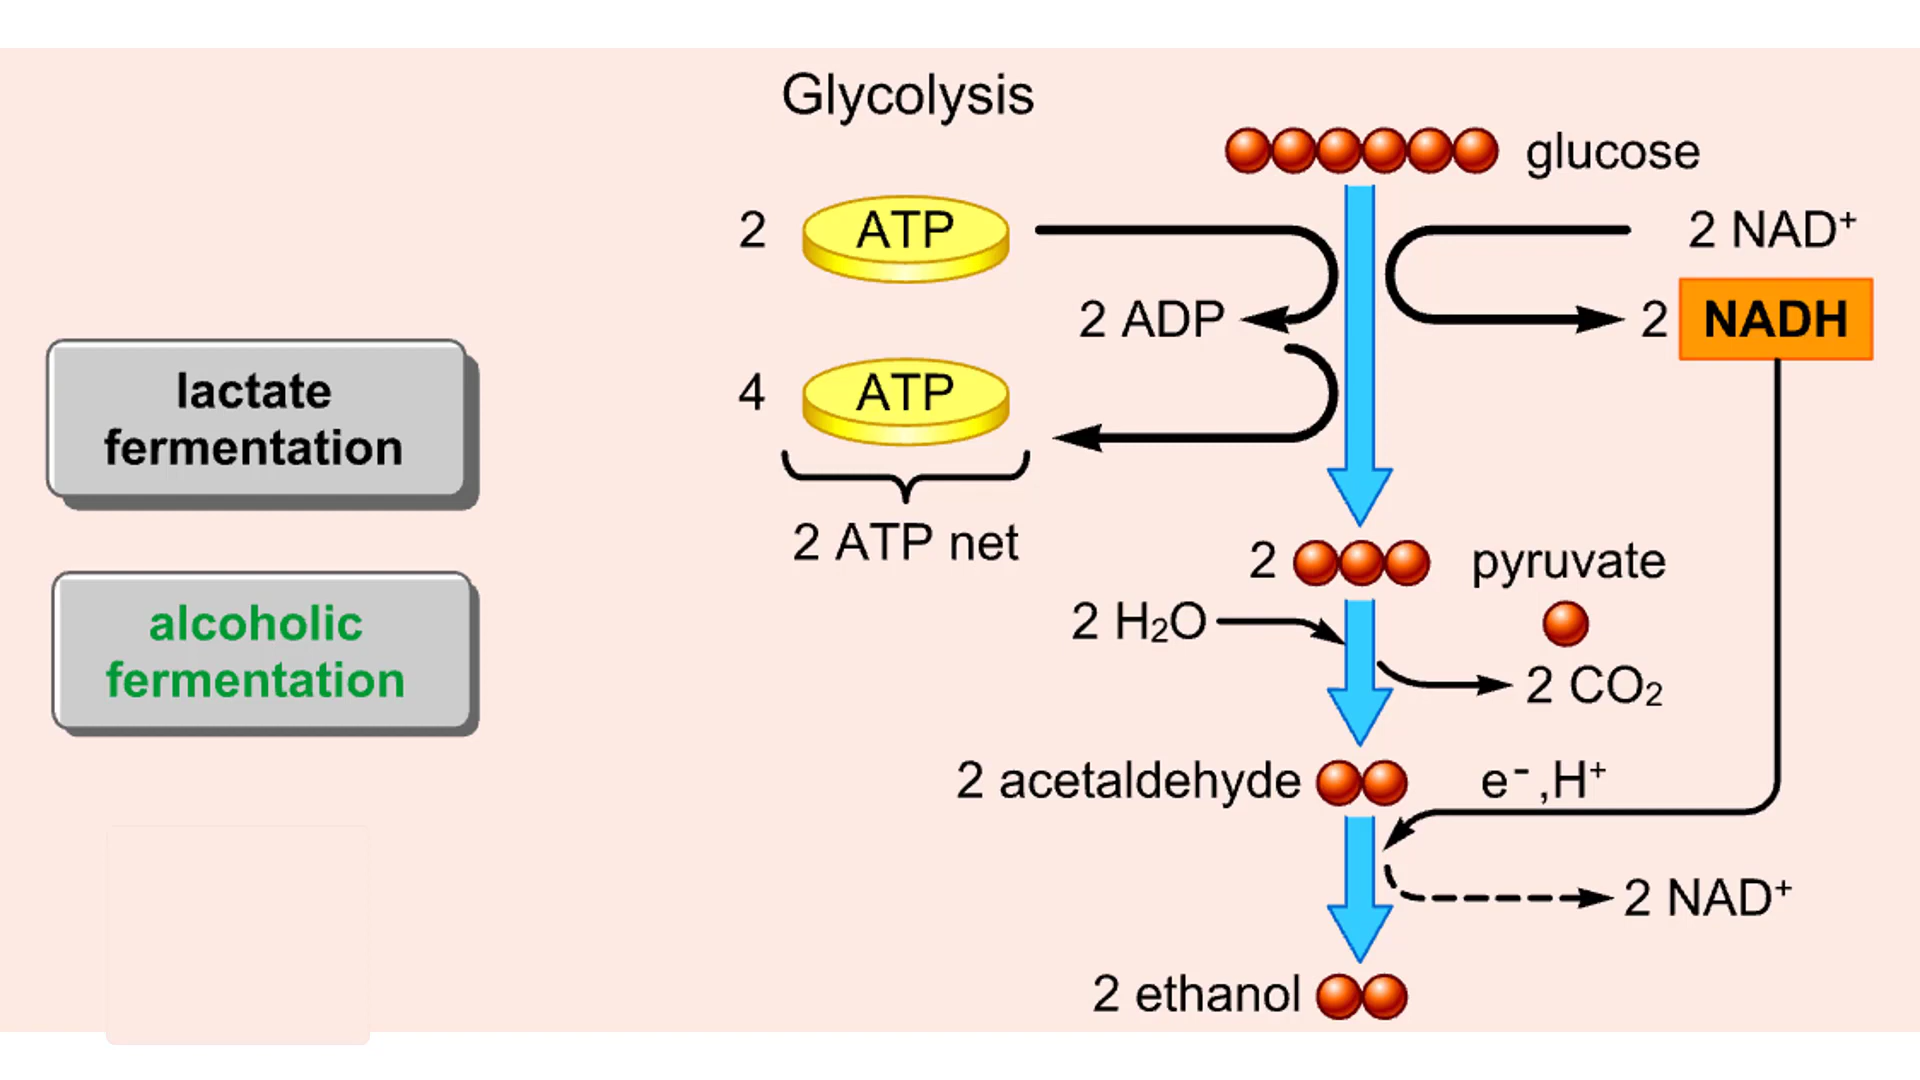 Glycolysis
glucose
2 ATP
2 NAD⁺
2 ADP
2 NADH
4 ATP
2 ATP net
lactate
fermentation
2 pyruvate
2 H₂O
2 CO₂
alcoholic
fermentation
2 acetaldehyde
e⁻,H⁺
2 NAD⁺
2 ethanol